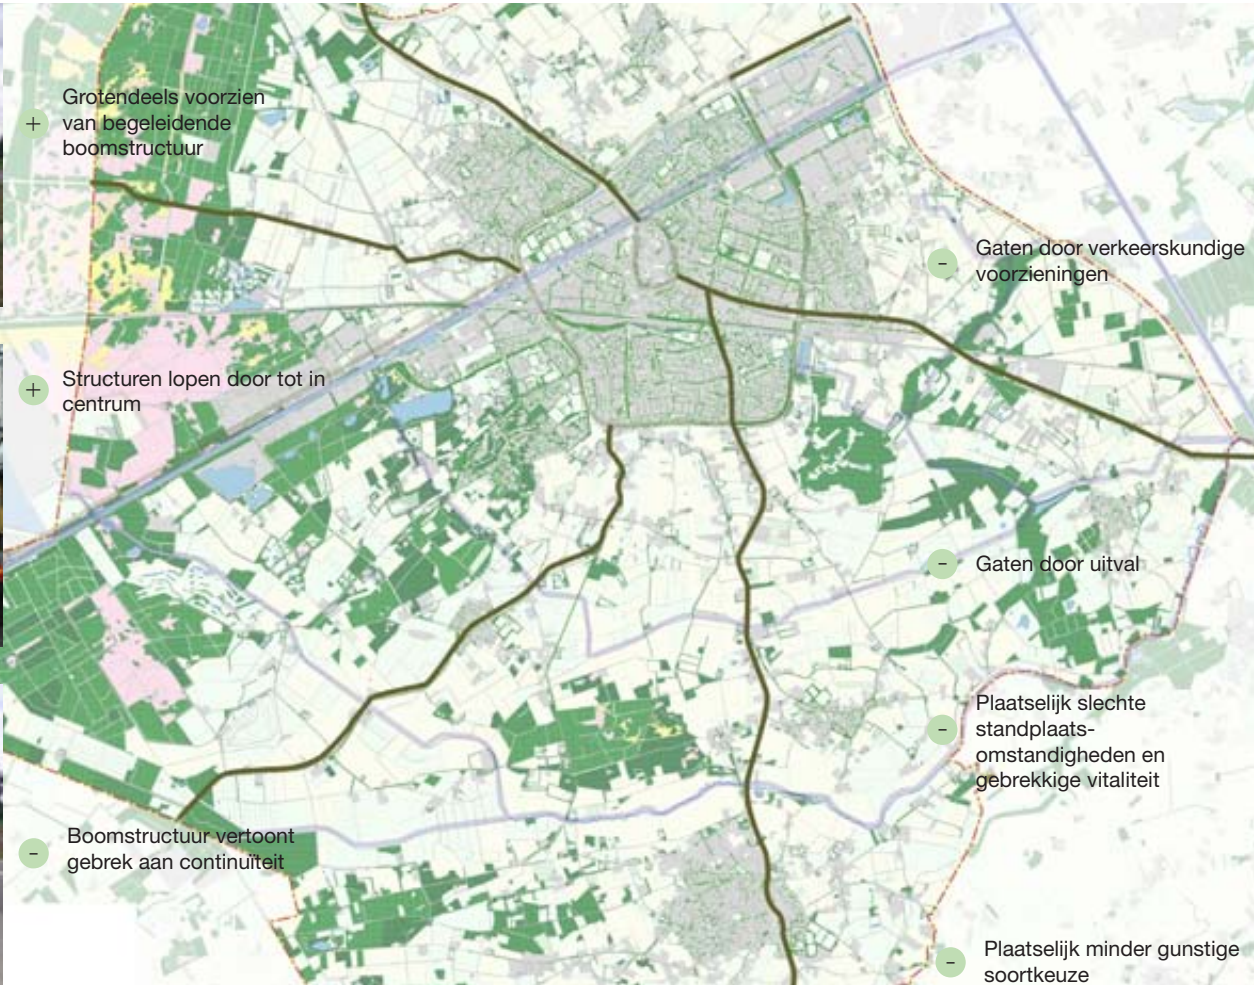 +
Grotendeels voorzien
van begeleidende
boomstructuur
+
Structuren lopen door tot in
centrum
-
Boomstructuur vertoont
gebrek aan continuïteit
-
Gaten door verkeerskundige
voorzieningen
-
Gaten door uitval
-
Plaatselijk slechte
standplaats-
omstandigheden en
gebrekkige vitaliteit
-
Plaatselijk minder gunstige
soortkeuze